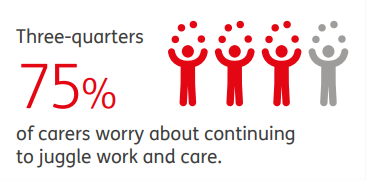 Three-quarters
75%
of carers worry about continuing
to juggle work and care.